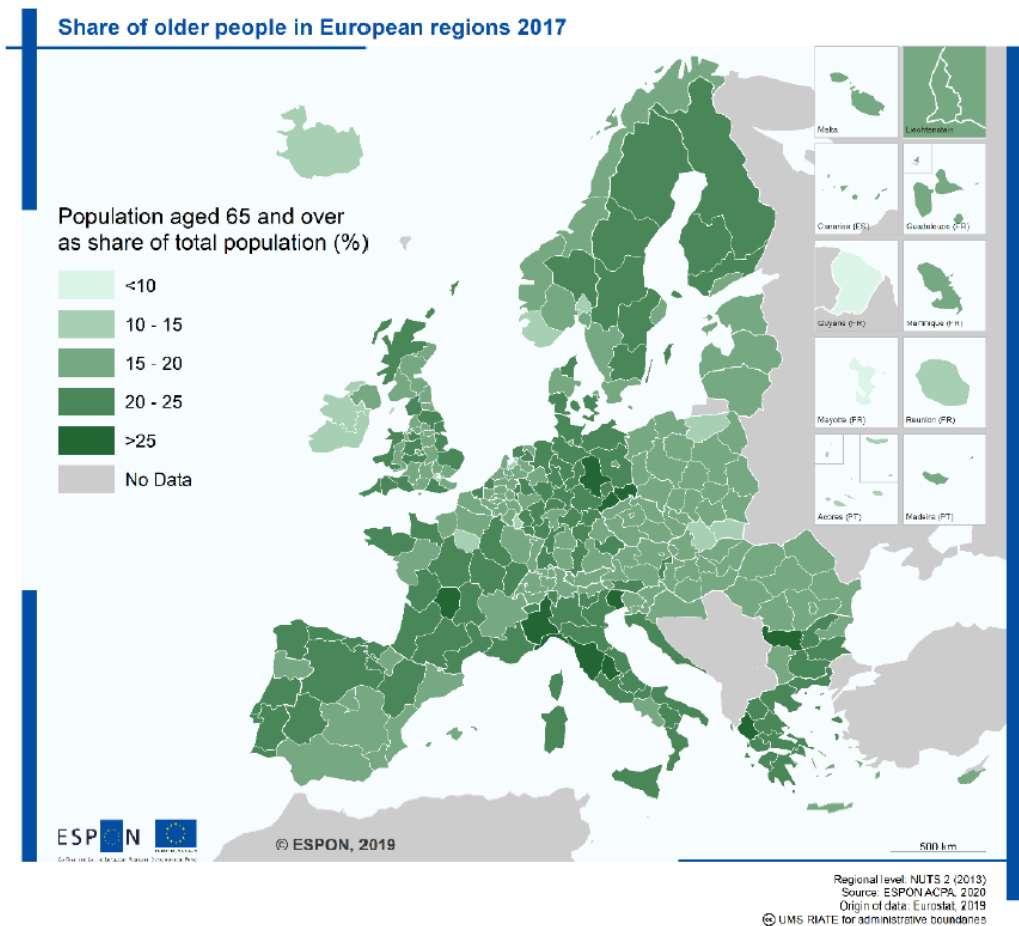 Share of older people in European regions 2017
Population aged 65 and over
as share of total population (%)
<10
10 - 15
15 - 20
20 - 25
>25
No Data
Malta
Liechtenstein
Canarias (ES)
Guadeloupe (FR)
Guyane (FR)
Martinique (FR)
Mayotte (FR)
Reunion (FR)
Acores (PT)
Madeira (PT)
ESPON
© ESPON, 2019
500 km
Regional level: NUTS 2 (2013)
Source: ESPON ACPA, 2020
Origin of data: Eurostat, 2019
UMS RIATE for administrative boundaries